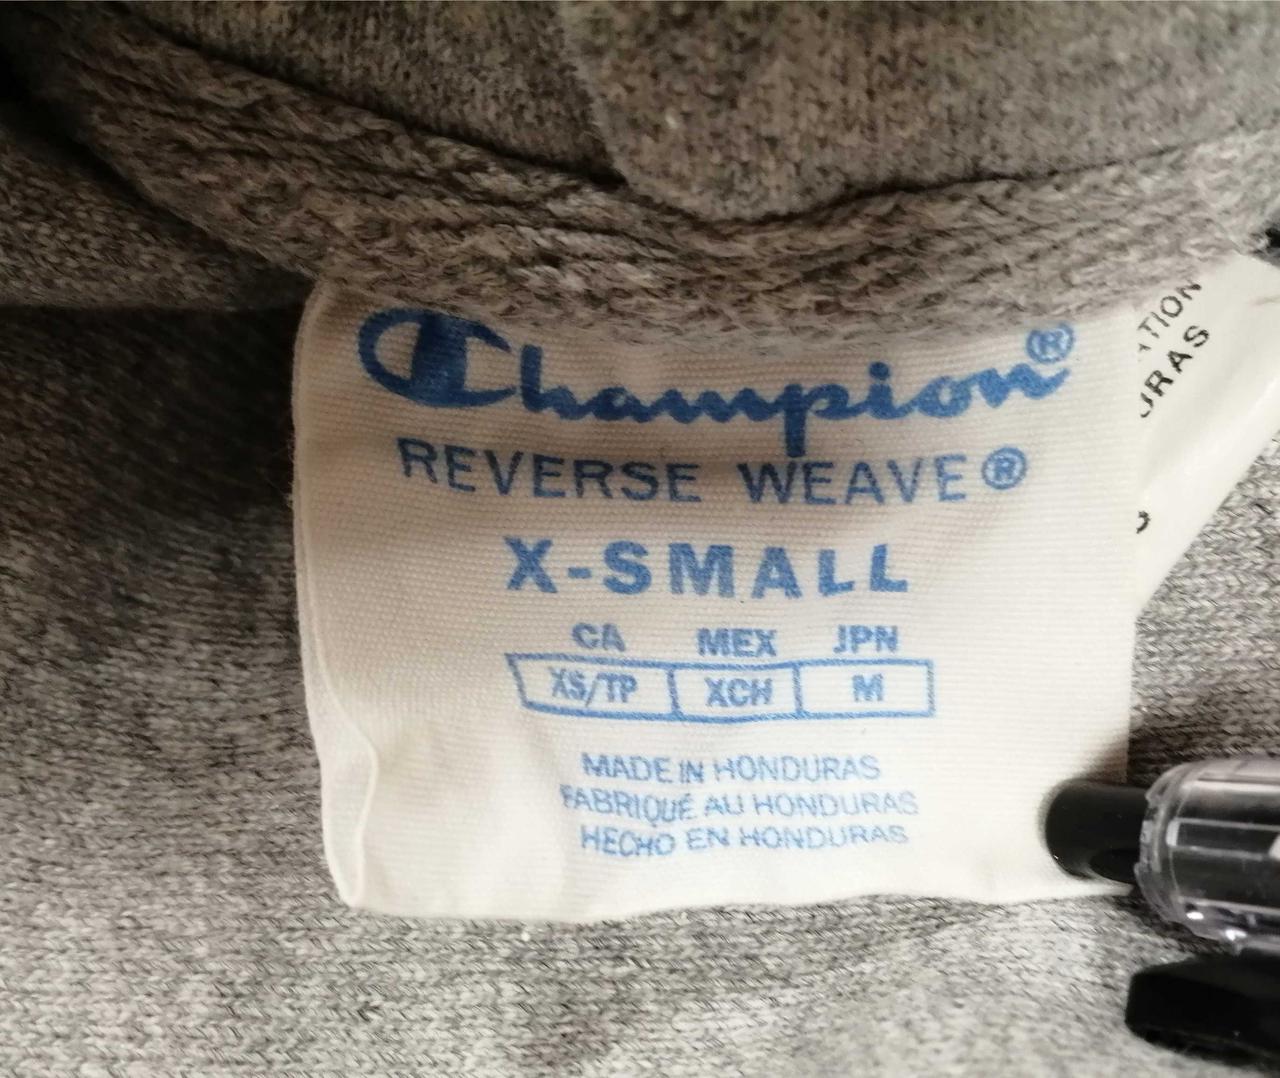 Champion®
REVERSE WEAVE®
X-SMALL
CA MEX JPN
XS/TP XCH M
MADE IN HONDURAS
FABRIQUÉ AU HONDURAS
HECHO EN HONDURAS